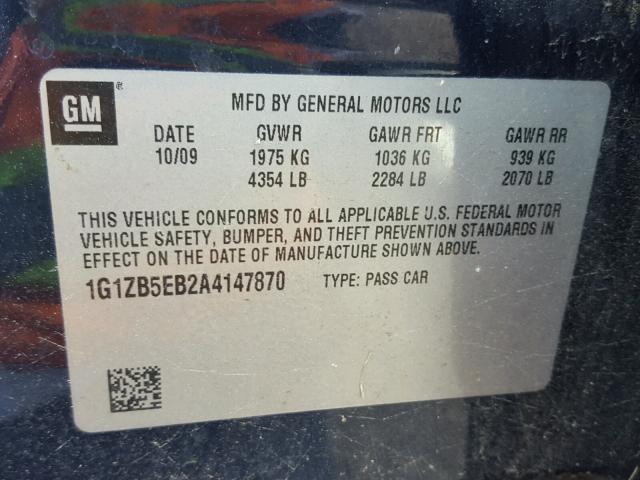 GM®
MFD BY GENERAL MOTORS LLC
DATE GVWR GAWR FRT GAWR RR
10/09 1975 KG 1036 KG 939 KG
4354 LB 2284 LB 2070 LB
THIS VEHICLE CONFORMS TO ALL APPLICABLE U.S. FEDERAL MOTOR
VEHICLE SAFETY, BUMPER, AND THEFT PREVENTION STANDARDS IN
EFFECT ON THE DATE OF MANUFACTURE SHOWN ABOVE.
1G1ZB5EB2A4147870 TYPE: PASS CAR